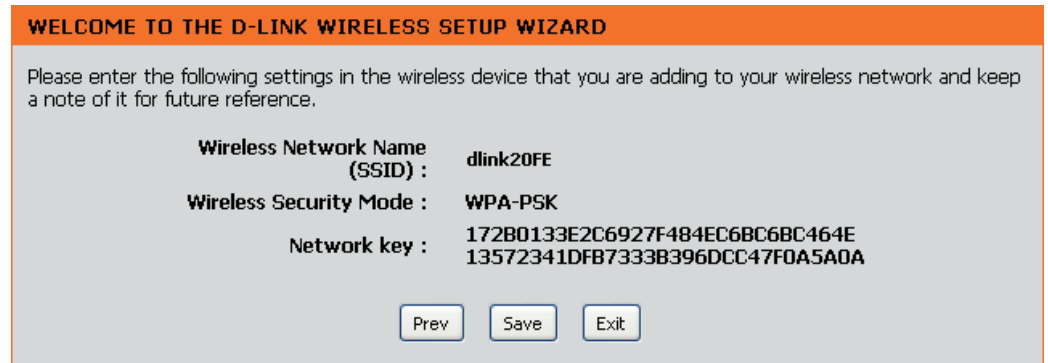 WELCOME TO THE D-LINK WIRELESS SETUP WIZARD
Please enter the following settings in the wireless device that you are adding to your wireless network and keep
a note of it for future reference.
Wireless Network Name
(SSID) : dlink20FE
Wireless Security Mode : WPA-PSK
Network key : 172B0133E2C6927F484EC6BC6BC464E
13572341DFB7333B396DCC47F0A5A0A
Prev Save Exit